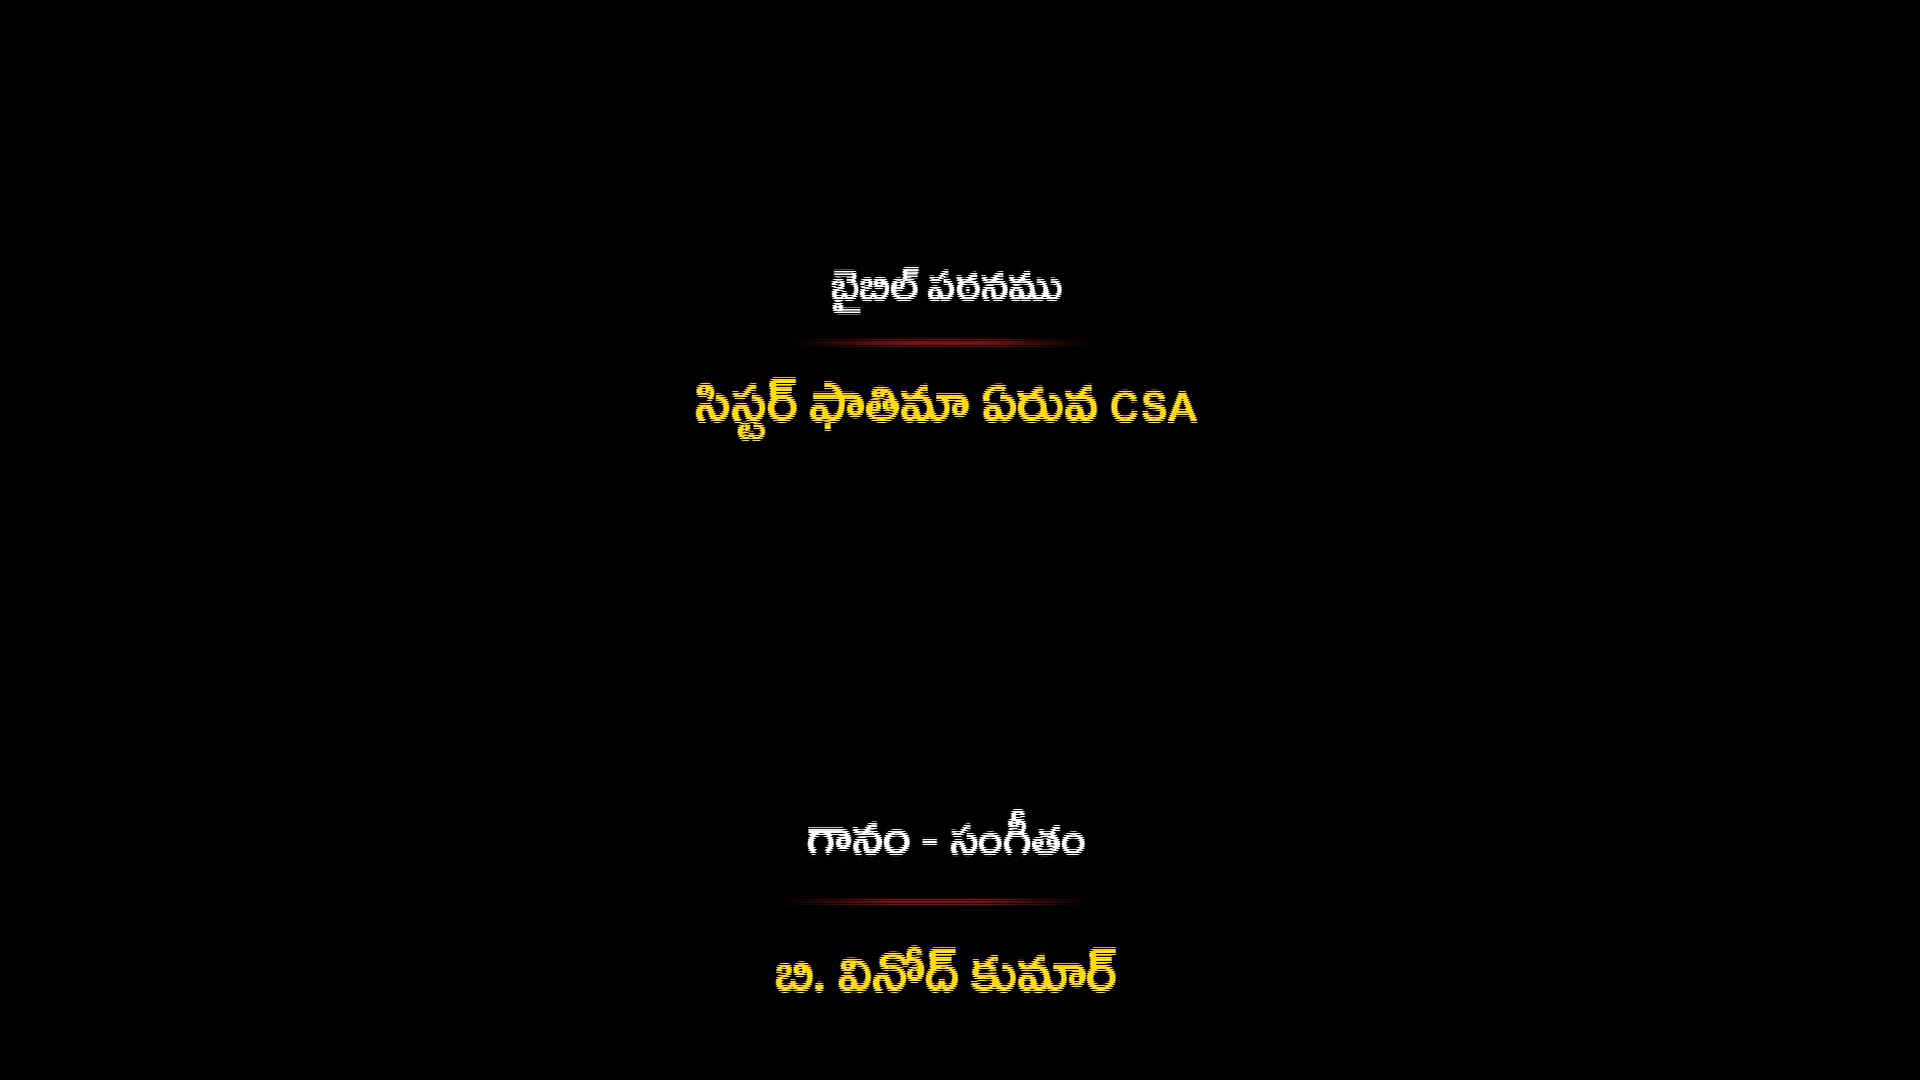 బైబిల్ పఠనము
సిస్టర్ ఫాతిమా ఏరువ CSA
గానం - సంగీతం
బి. వినోద్ కుమార్